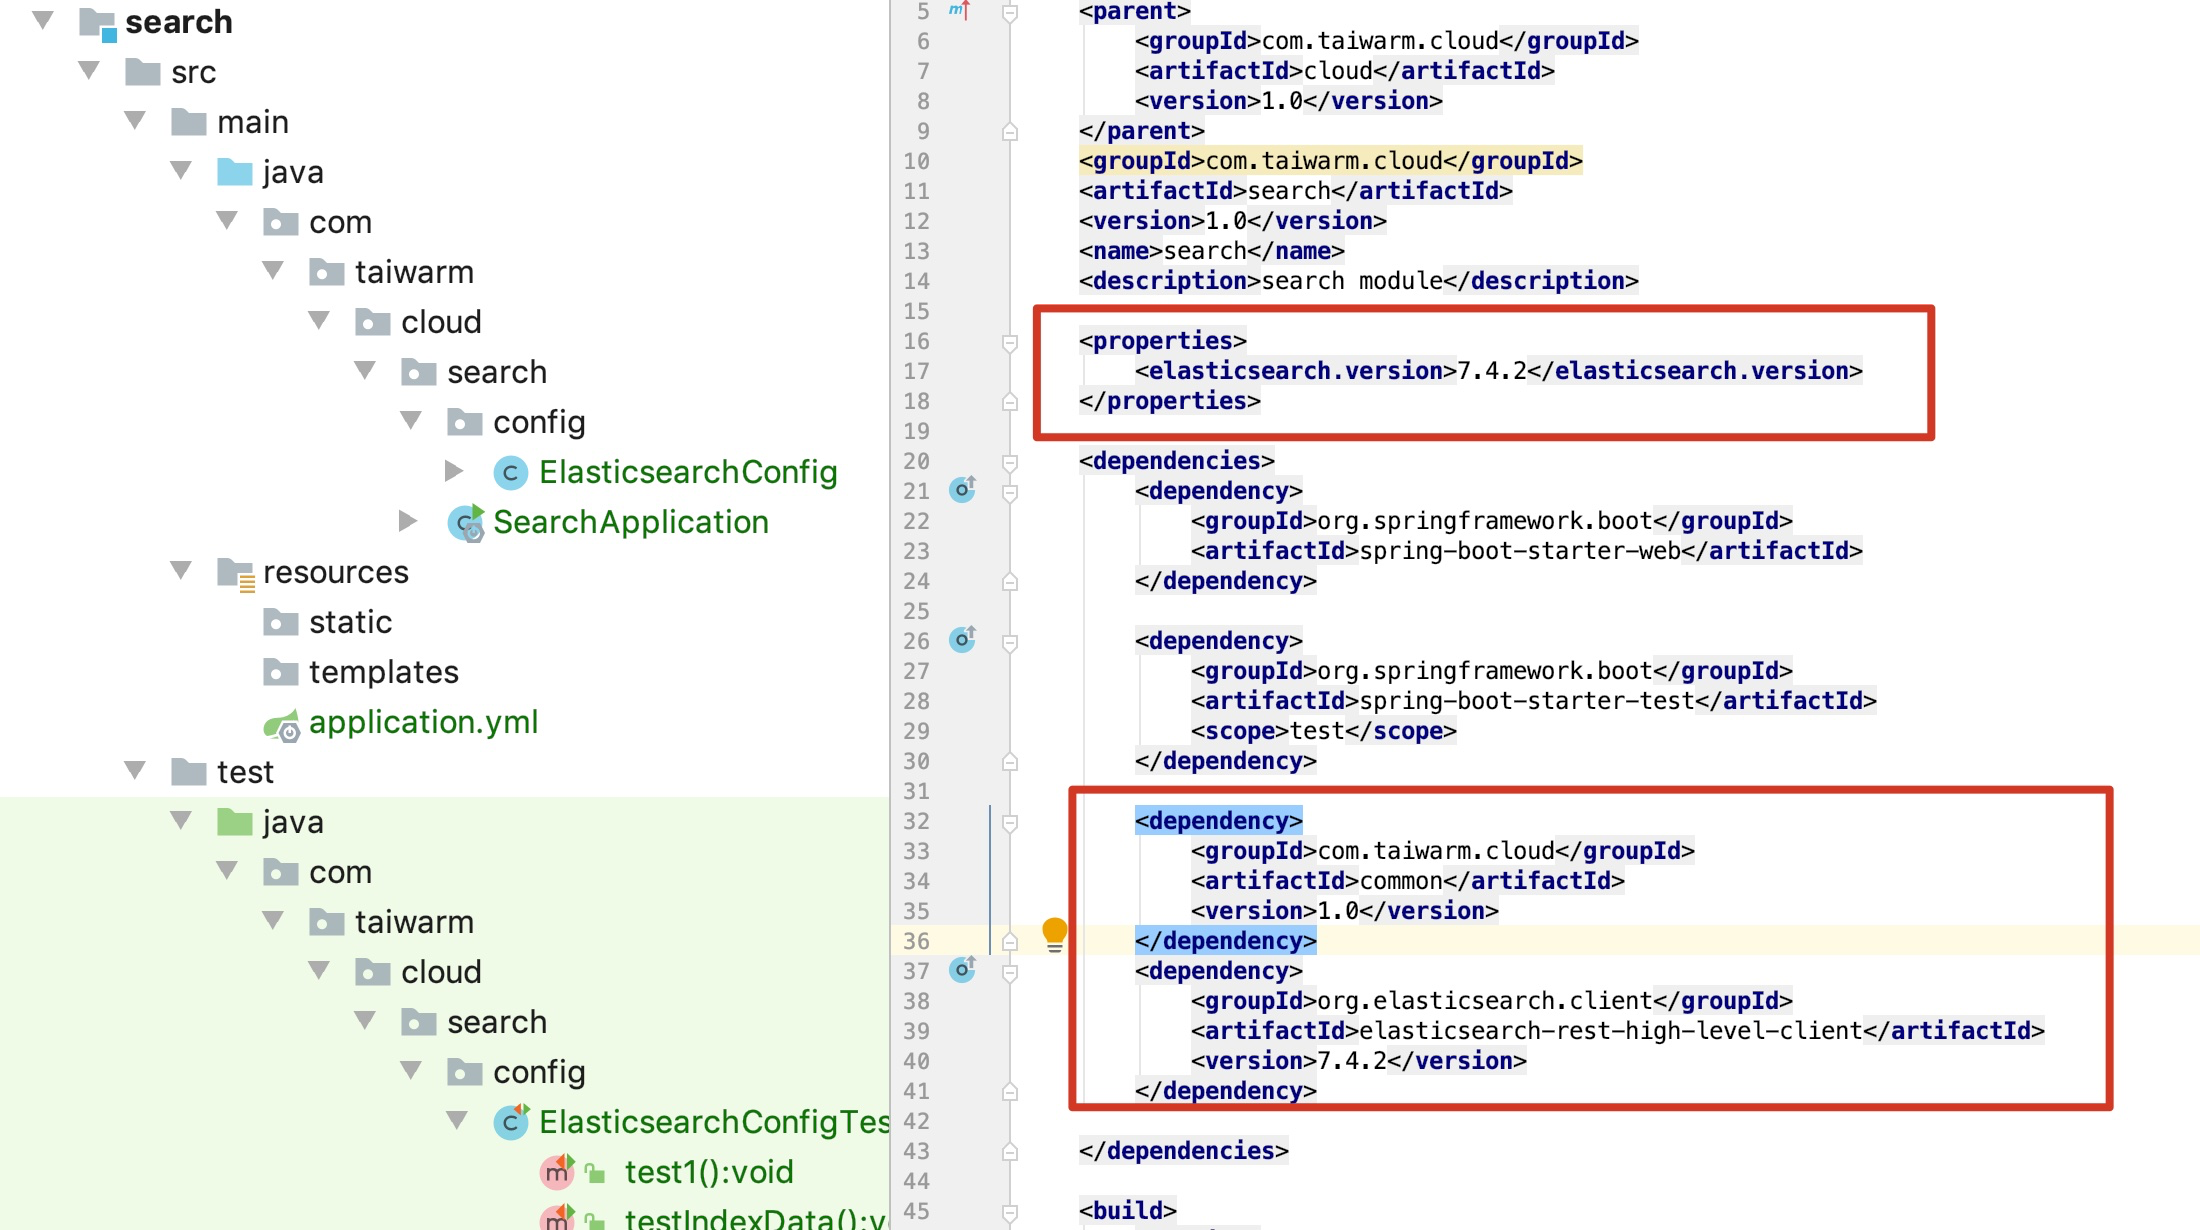 search
src
main
java
com
taiwarm
cloud
search
config
ElasticsearchConfig
SearchApplication
resources
static
templates
application.yml
test
java
com
taiwarm
cloud
search
config
ElasticsearchConfigTes
test1():void
testIndexData():v
5 <parent>
6 <groupId>com.taiwarm.cloud</groupId>
7 <artifactId>cloud</artifactId>
8 <version>1.0</version>
9 </parent>
10 <groupId>com.taiwarm.cloud</groupId>
11 <artifactId>search</artifactId>
12 <version>1.0</version>
13 <name>search</name>
14 <description>search module</description>
15
16 <properties>
17 <elasticsearch.version>7.4.2</elasticsearch.version>
18 </properties>
19
20 <dependencies>
21 <dependency>
22 <groupId>org.springframework.boot</groupId>
23 <artifactId>spring-boot-starter-web</artifactId>
24 </dependency>
25
26 <dependency>
27 <groupId>org.springframework.boot</groupId>
28 <artifactId>spring-boot-starter-test</artifactId>
29 <scope>test</scope>
30 </dependency>
31
32 <dependency>
33 <groupId>com.taiwarm.cloud</groupId>
34 <artifactId>common</artifactId>
35 <version>1.0</version>
36 </dependency>
37 <dependency>
38 <groupId>org.elasticsearch.client</groupId>
39 <artifactId>elasticsearch-rest-high-level-client</artifactId>
40 <version>7.4.2</version>
41 </dependency>
42
43 </dependencies>
44
45 <build>